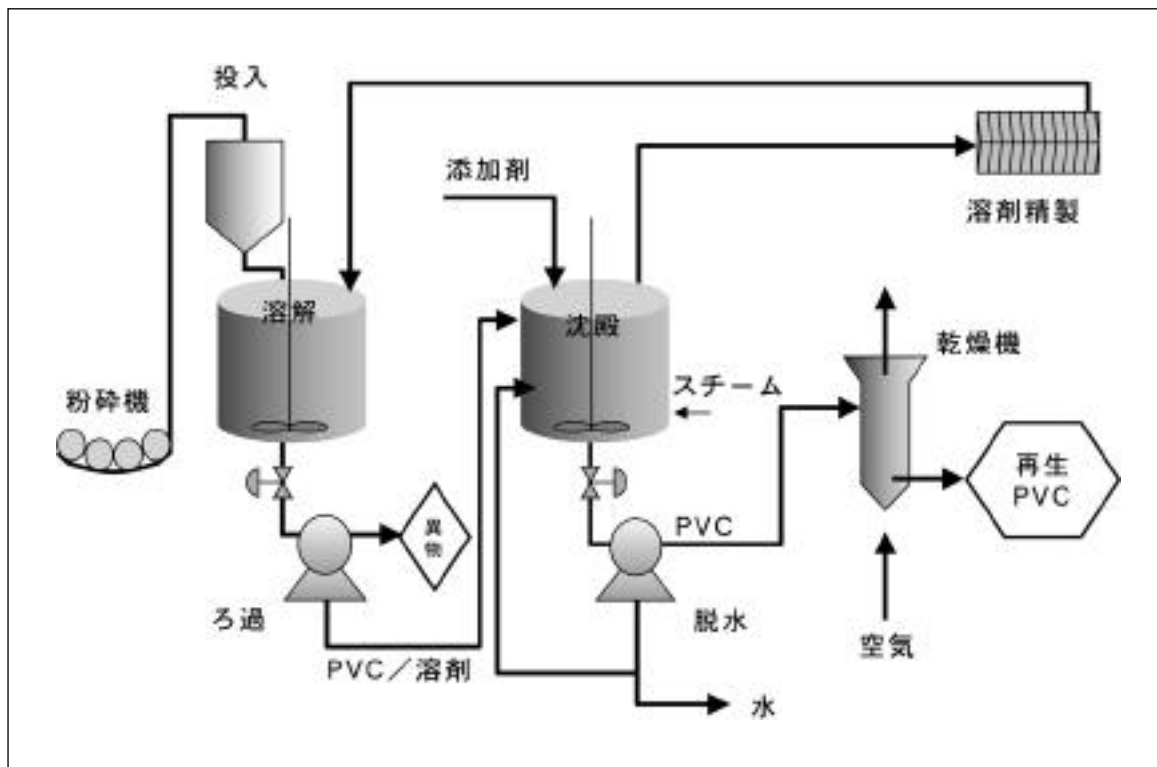 投入
添加剤
溶剤精製
溶解
沈殿
乾燥機
スチーム
粉砕機
再生
PVC
異
物
PVC
ろ過
脱水
空気
PVC／溶剤
水